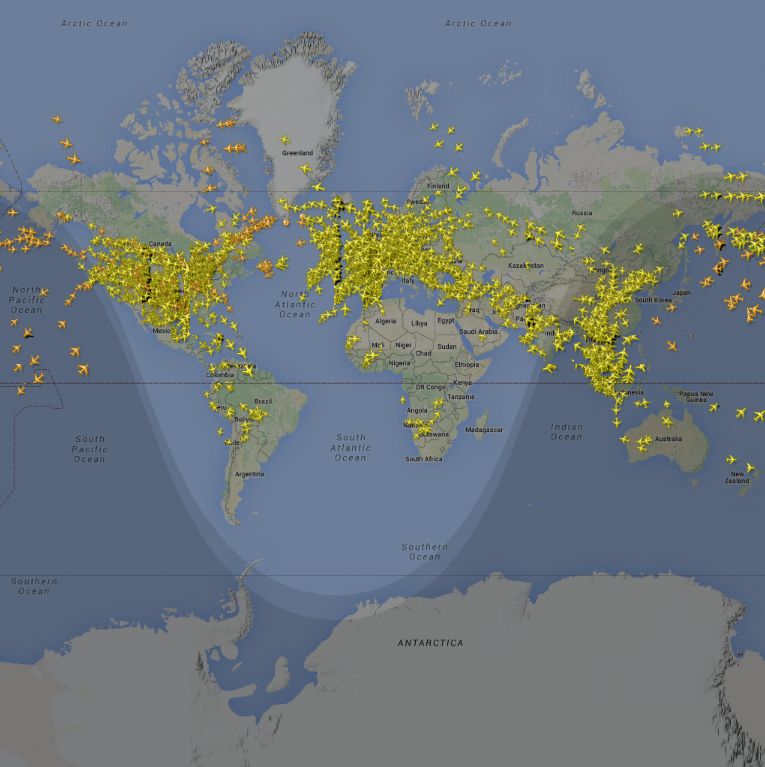 Arctic Ocean
Arctic Ocean
Greenland
Finland
Russia
Canada
Kazakhstan
North
Pacific
Ocean
North
Atlantic
Ocean
Italy
Japan
South Korea
Mexico
Algeria
Libya
Egypt
Saudi Arabia
Mali
Niger
Chad
Sudan
Nigeria
Ethiopia
Colombia
DR Congo
Kenya
Tanzania
Papua New
Guinea
Brazil
Angola
Botswana
Madagascar
South
Pacific
Ocean
South
Atlantic
Ocean
Indian
Ocean
Australia
South Africa
Argentina
New
Zealand
Southern
Ocean
Southern
Ocean
ANTARCTICA